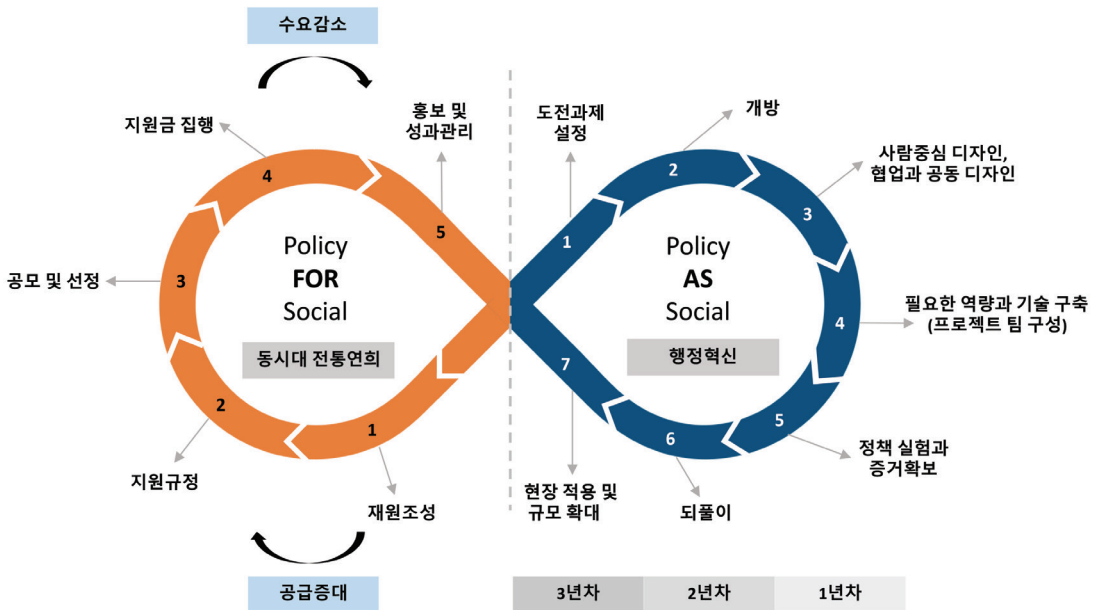 수요감소
지원금 집행
홍보 및
성과관리
4
5
3
2
1
Policy
FOR
Social
동시대 전통연희
공모 및 선정
지원규정
재원조성
공급증대
도전과제
설정
개방
사람중심 디자인,
협업과 공동 디자인
필요한 역량과 기술 구축
(프로젝트 팀 구성)
정책 실험과
증거확보
되풀이
현장 적용 및
규모 확대
1
2
3
4
5
6
7
Policy
AS
Social
행정혁신
3년차
2년차
1년차